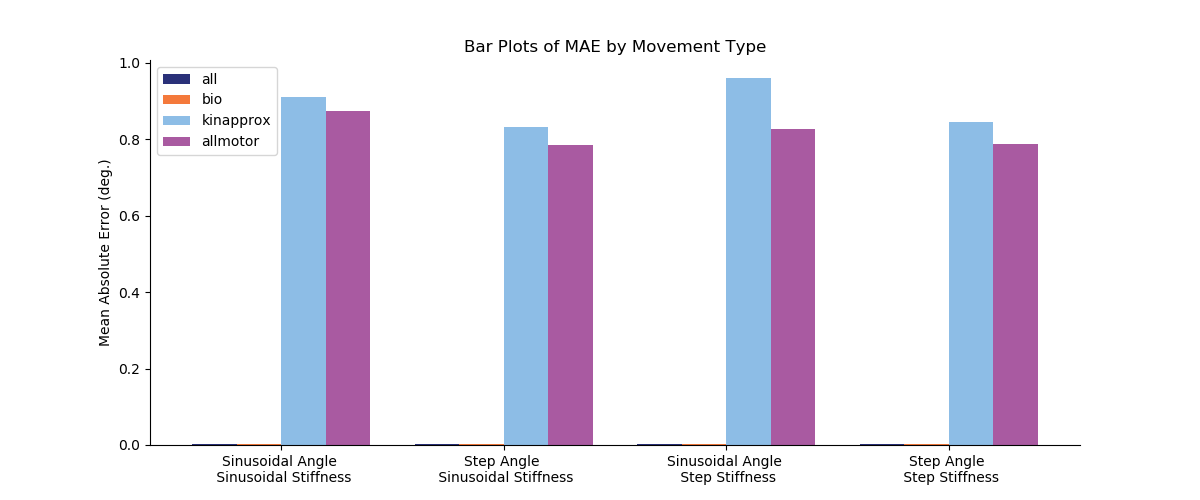 Bar Plots of MAE by Movement Type
all
bio
kinapprox
allmotor
Mean Absolute Error (deg.)
1.0
0.8
0.6
0.4
0.2
0.0
Sinusoidal Angle
Sinusoidal Stiffness
Step Angle
Sinusoidal Stiffness
Sinusoidal Angle
Step Stiffness
Step Angle
Step Stiffness